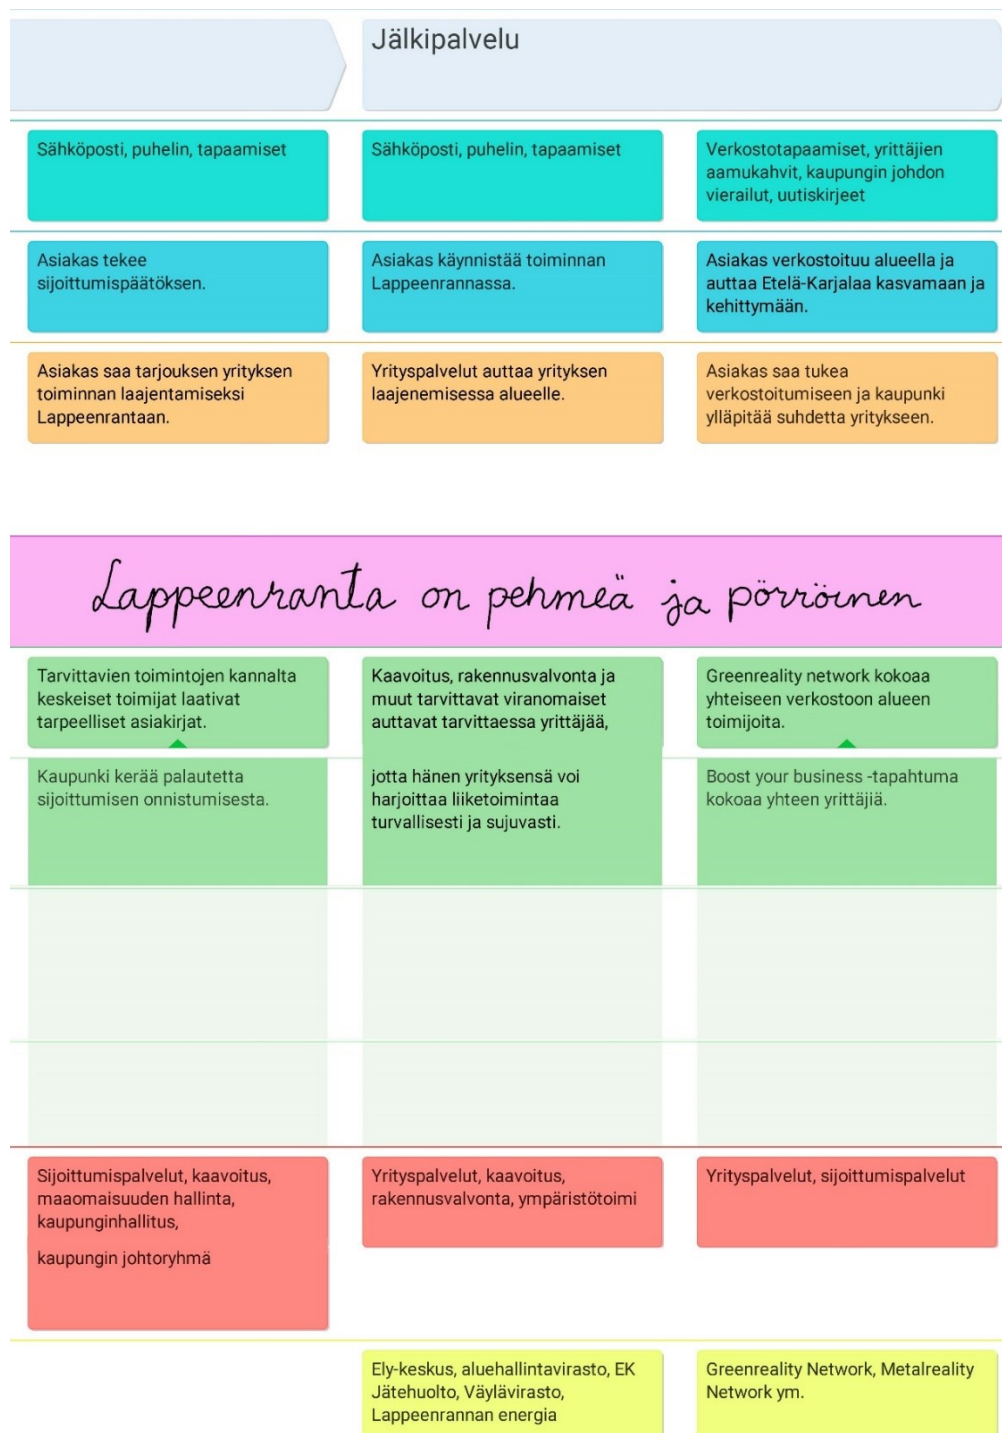 Jälkipalvelu
Sähköposti, puhelin, tapaamiset
Sähköposti, puhelin, tapaamiset
Verkostotapaamiset, yrittäjien
aamukahvit, kaupungin johdon
vierailut, uutiskirjeet
Asiakas tekee
sijoittumispäätöksen.
Asiakas käynnistää toiminnan
Lappeenrannassa.
Asiakas verkostoituu alueella ja
auttaa Etelä-Karjalaa kasvamaan ja
kehittymään.
Asiakas saa tarjouksen yrityksen
toiminnan laajentamiseksi
Lappeenrantaan.
Yrityspalvelut auttaa yrityksen
laajenemisessa alueelle.
Asiakas saa tukea
verkostoitumiseen ja kaupunki
ylläpitää suhdetta yritykseen.
Lappeenranta on pehmeä ja pörröinen
Tarvittavien toimintojen kannalta
keskeiset toimijat laativat
tarpeelliset asiakirjat.
Kaupunki kerää palautetta
sijoittumisen onnistumisesta.
Kaavoitus, rakennusvalvonta ja
muut tarvittavat viranomaiset
auttavat tarvittaessa yrittäjää,
jotta hänen yrityksensä voi
harjoittaa liiketoimintaa
turvallisesti ja sujuvasti.
Greenreality network kokoaa
yhteiseen verkostoon alueen
toimijoita.
Boost your business -tapahtuma
kokoaa yhteen yrittäjiä.
Sijoittumispalvelut, kaavoitus,
maaomaisuuden hallinta,
kaupunginhallitus,
kaupungin johtoryhmä
Yrityspalvelut, kaavoitus,
rakennusvalvonta, ympäristötoimi
Yrityspalvelut, sijoittumispalvelut
Ely-keskus, aluehallintavirasto, EK
Jätehuolto, Väylävirasto,
Lappeenrannan energia
Greenreality Network, Metalreality
Network ym.